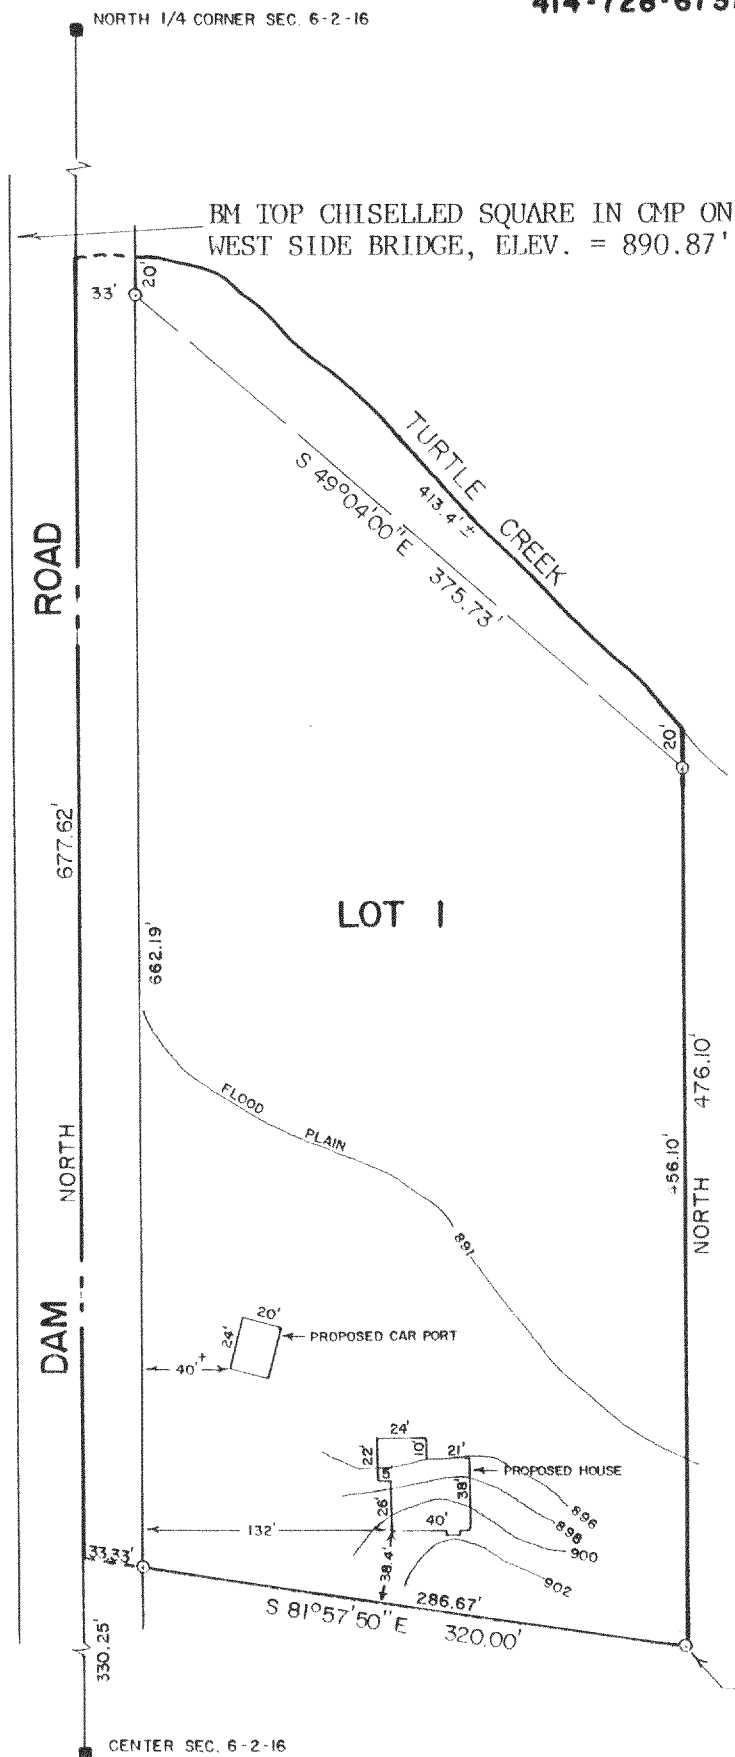 NORTH 1/4 CORNER SEC. 6-2-16
BM TOP CHISELLED SQUARE IN CMP ON
WEST SIDE BRIDGE, ELEV. = 890.87'
33'
20'
TURTLE CREEK
413.4'±
S 49°04'00"E 375.73'
20'
DAM ROAD
NORTH 677.62'
662.19'
LOT 1
NORTH 476.10'
456.10'
FLOOD PLAIN
891
20'
24'
PROPOSED CAR PORT
40'+
24'
22'
10'
21'
5'
PROPOSED HOUSE
26'
38'
40'
132'
38.4'
896
898
900
902
33.33'
286.67'
S 81°57'50"E 320.00'
330.25'
CENTER SEC. 6-2-16